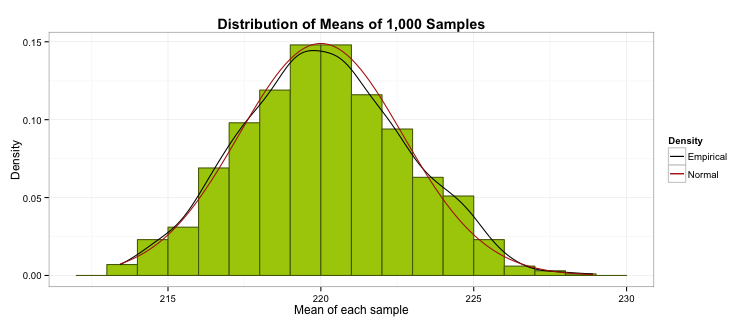 Distribution of Means of 1,000 Samples
0.15
0.10
0.05
0.00
Density
215
220
225
230
Mean of each sample
Density
Empirical
Normal